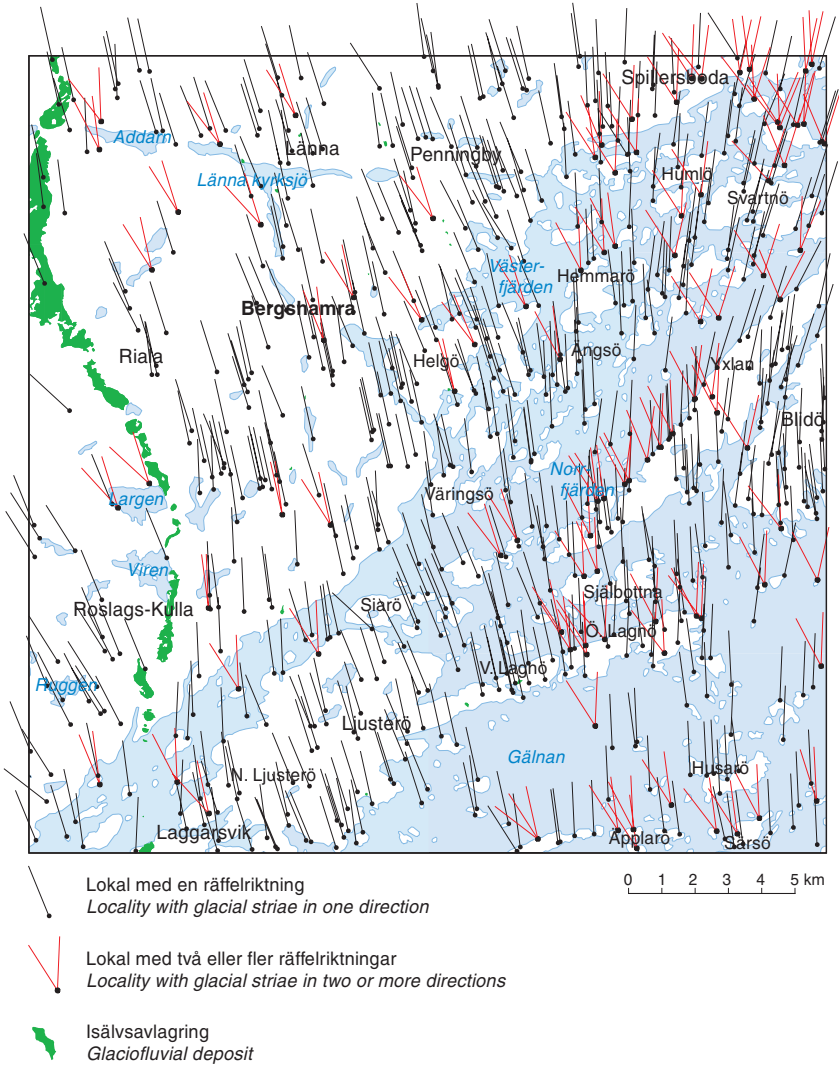 Spillersboda
Addarn
Länna
Penningby
Länna kyrksjö
Humlö
Svartnö
Väster-
fjärden
Hemmarö
Bergshamra
Riala
Helgö
Ängsö
Yxlan
Blidö
Largen
Väringsö
Norr-
fjärden
Viren
Roslags-Kulla
Siarö
Själbottna
Ö. Lagnö
Ruggen
V. Lagnö
Ljusterö
Gälnan
N. Ljusterö
Husarö
Laggarsvik
Äpplarö
Särsö
Lokal med en räffelriktning
Locality with glacial striae in one direction
0 1 2 3 4 5 km
Lokal med två eller fler räffelriktningar
Locality with glacial striae in two or more directions
Isälvsavlagring
Glaciofluvial deposit